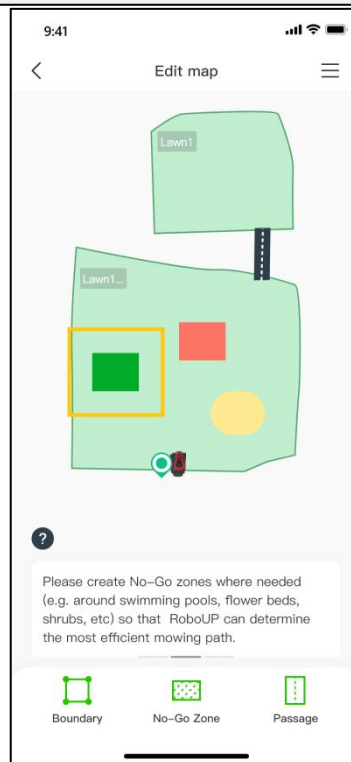 9:41
Edit map
Lawn1
Lawn1...
?
Please create No-Go zones where needed
(e.g. around swimming pools, flower beds,
shrubs, etc) so that RoboUP can determine
the most efficient mowing path.
Boundary
No-Go Zone
Passage